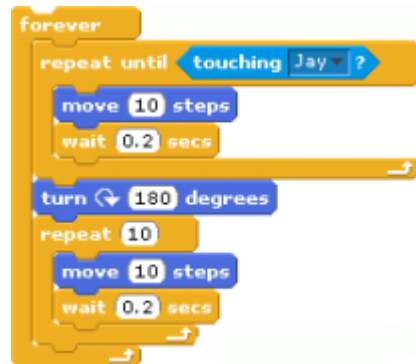 forever
repeat until touching Jay ?
move 10 steps
wait 0.2 secs
turn 180 degrees
repeat 10
move 10 steps
wait 0.2 secs